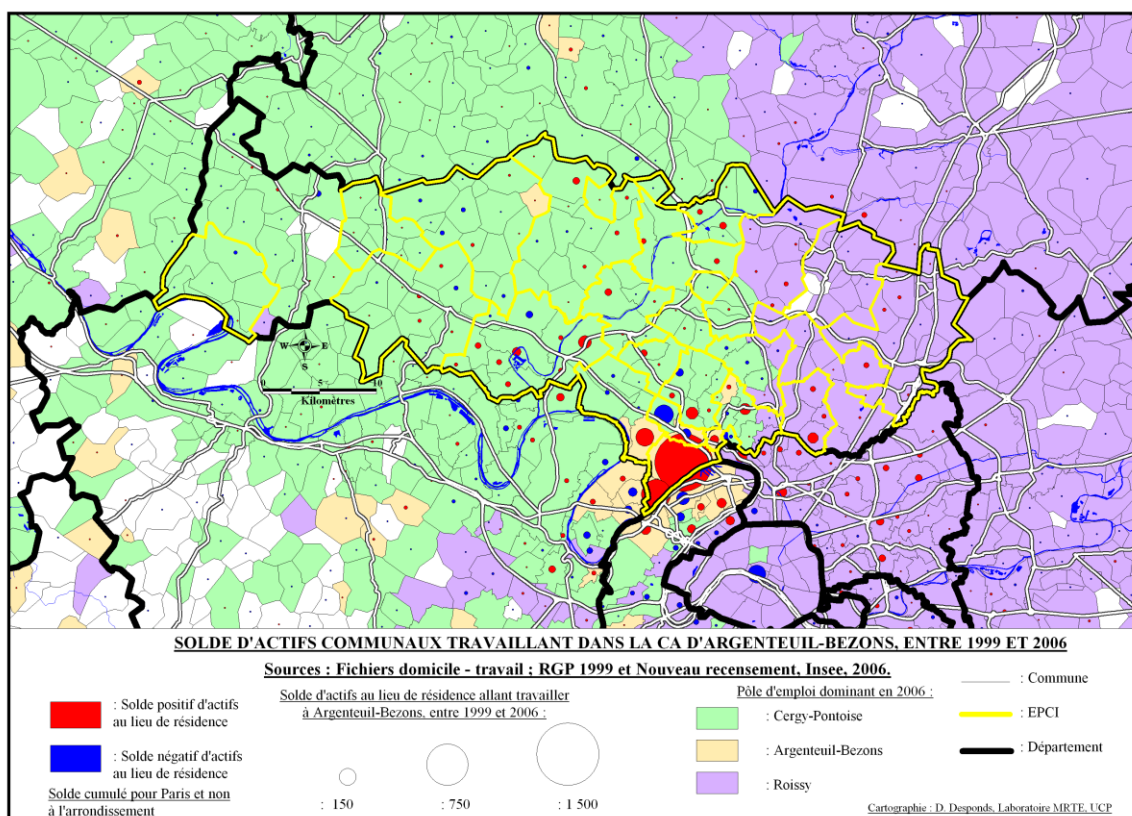 W E
S
0 5 10
Kilomètres
SOLDE D'ACTIFS COMMUNAUX TRAVAILLANT DANS LA CA D'ARGENTEUIL-BEZONS, ENTRE 1999 ET 2006
Sources : Fichiers domicile - travail ; RGP 1999 et Nouveau recensement, Insee, 2006.
: Solde positif d'actifs
au lieu de résidence
: Solde négatif d'actifs
au lieu de résidence
Solde cumulé pour Paris et non
à l'arrondissement
Solde d'actifs au lieu de résidence allant travailler
à Argenteuil-Bezons, entre 1999 et 2006 :
: 150 : 750 : 1 500
Pôle d'emploi dominant en 2006 :
: Cergy-Pontoise
: Argenteuil-Bezons
: Roissy
: Commune
: EPCI
: Département
Cartographie : D. Desponds, Laboratoire MRTE, UCP